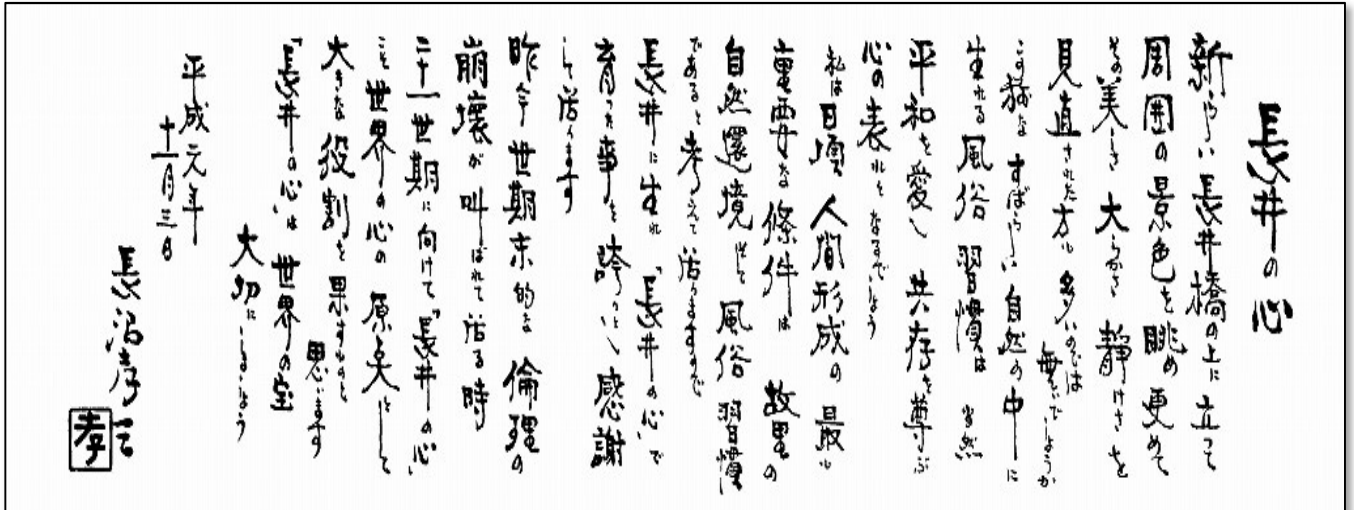 長井の心
新しい長井橋の上に立って
周囲の景色を眺め更めて
その美しさ大らかさ静けさを
見直された方も多いのでは
無いでしょうか
この様なすばらしい自然の中に
生れる風俗習慣は当然
平和を愛し共存を尊ぶ
心の表れとなるでしょう
私は日頃人間形成の最も
重要な條件は故里の
自然還境そして風俗習慣
であると考えて居りますので
長井に生れ「長井の心」で
育った事を誇りとし感謝
して居ります
昨今世期末的な倫理の
崩壊が叫ばれて居る時
二十一世期に向けて「長井の心」
こそ世界の心の原点として
大きな役割を果すものと
思います
「長井の心」は世界の宝
大切にしましょう
平成元年
十一月三日
長沼孝三
孝